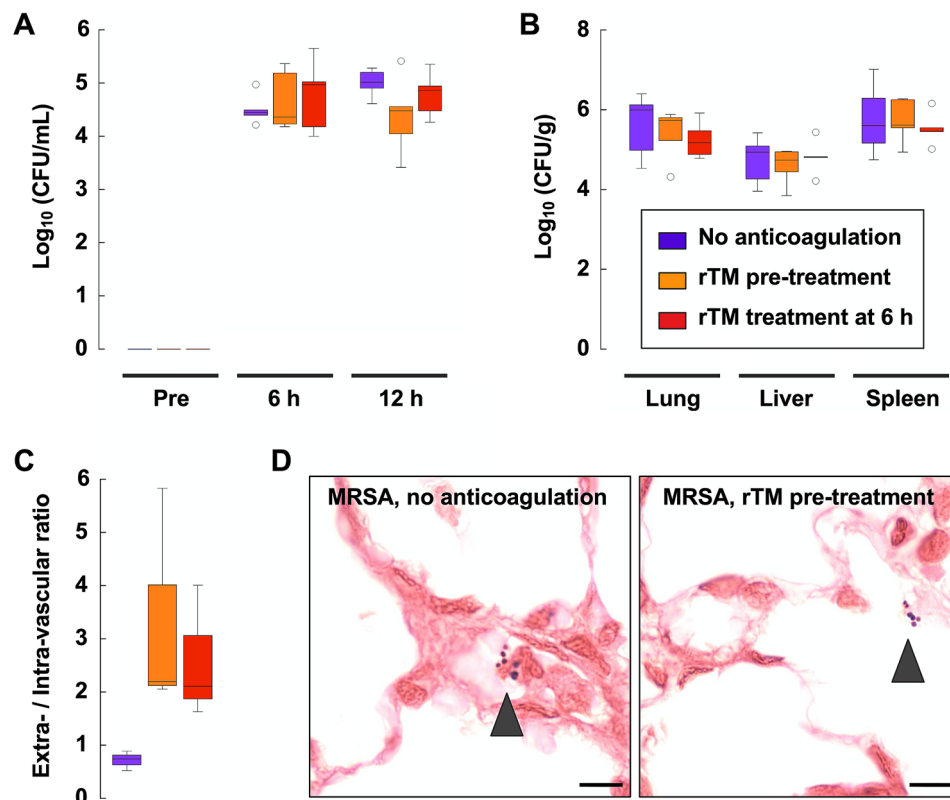 A
B
6
5
4
3
2
1
0
Log10 (CFU/mL)
Pre
6 h
12 h
8
6
4
2
0
Log10 (CFU/g)
No anticoagulation
rTM pre-treatment
rTM treatment at 6 h
Lung
Liver
Spleen
C
D
6
5
4
3
2
1
0
Extra- / Intra-vascular ratio
MRSA, no anticoagulation
MRSA, rTM pre-treatment